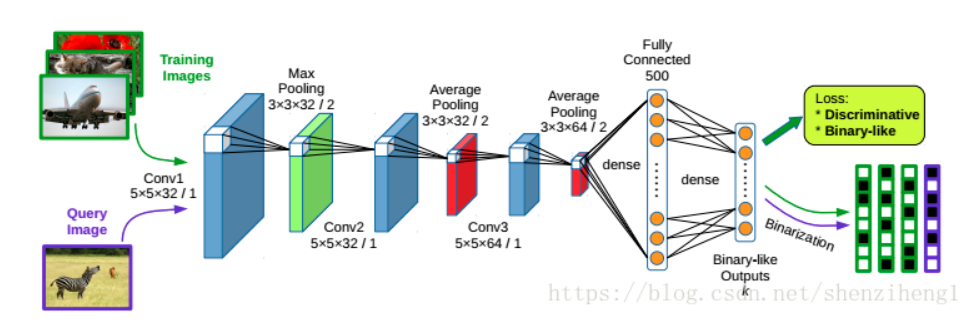 Training
Images
Query
Image
Conv1
5×5×32 / 1
Max
Pooling
3×3×32 / 2
Conv2
5×5×32 / 1
Average
Pooling
3×3×32 / 2
Conv3
5×5×64 / 1
Average
Pooling
3×3×64 / 2
dense
Fully
Connected
500
dense
Binary-like
Outputs
k
Loss:
* Discriminative
* Binary-like
Binarization
https://blog.csdn.net/shenziheng1